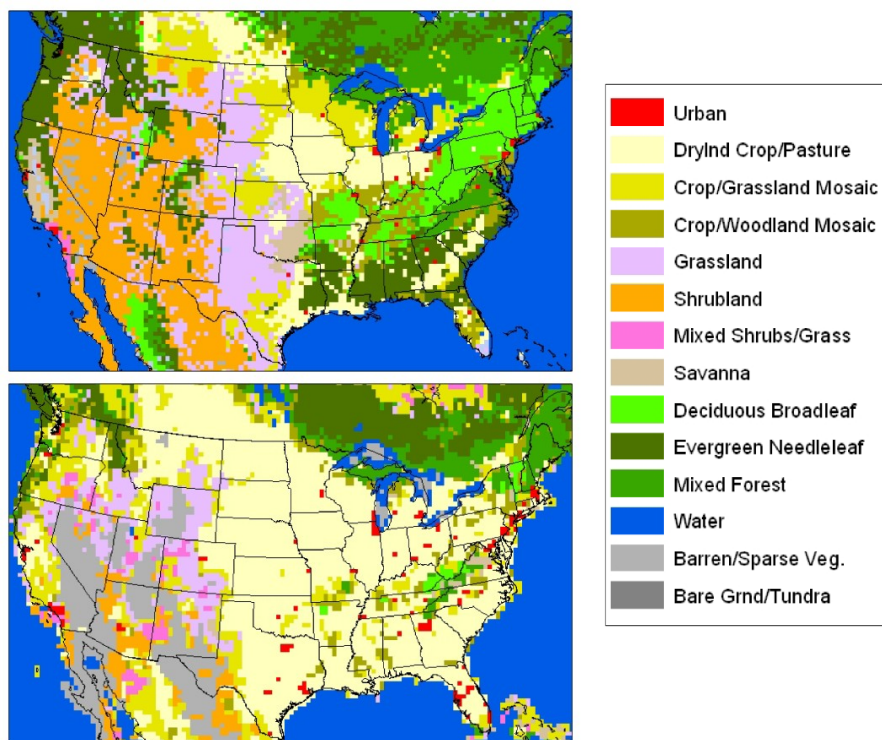 Urban
Drylnd Crop/Pasture
Crop/Grassland Mosaic
Crop/Woodland Mosaic
Grassland
Shrubland
Mixed Shrubs/Grass
Savanna
Deciduous Broadleaf
Evergreen Needleleaf
Mixed Forest
Water
Barren/Sparse Veg.
Bare Grnd/Tundra